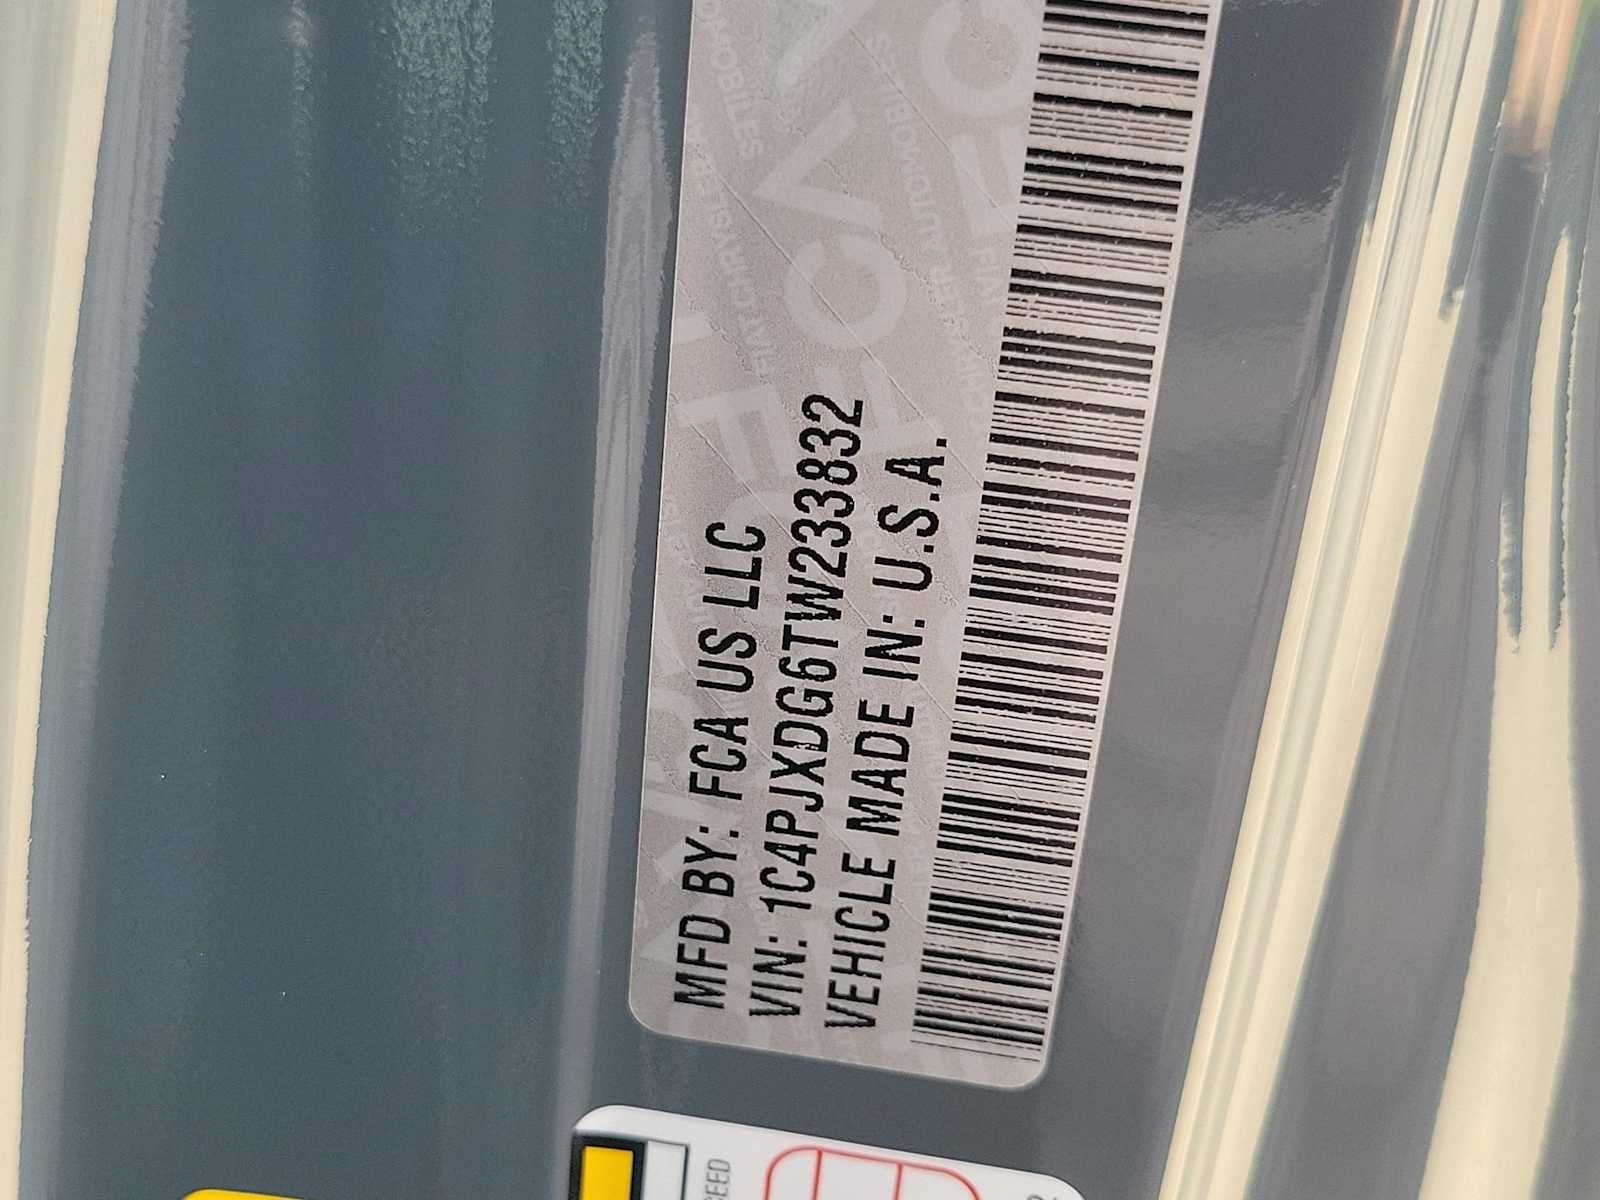 MFD BY: FCA US LLC
VIN: 1C4PJXDG6TW233832
VEHICLE MADE IN: U.S.A.